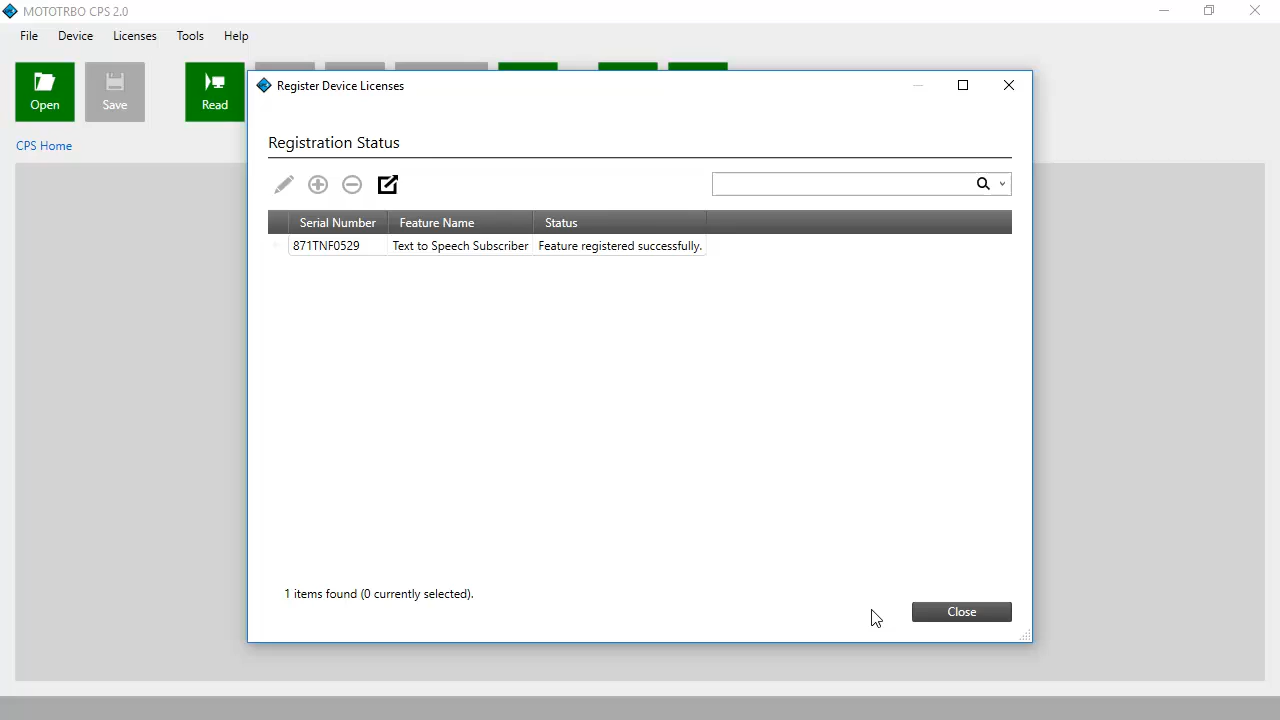 MOTOTRBO CPS 2.0
File Device Licenses Tools Help
Open Save Read
CPS Home
Register Device Licenses
Registration Status
Serial Number Feature Name Status
871TNF0529 Text to Speech Subscriber Feature registered successfully.
1 items found (0 currently selected).
Close